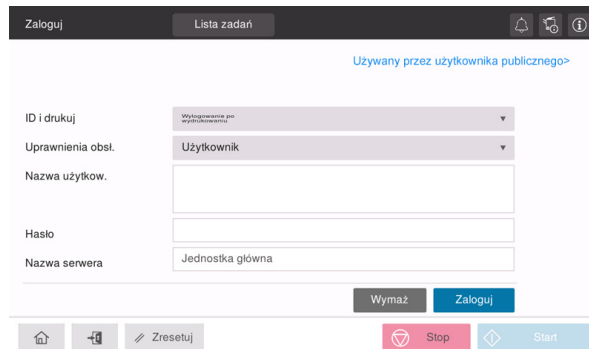 Zaloguj
Lista zadań
Używany przez użytkownika publicznego>
ID i drukuj
Wylogowanie po
wydrukowaniu
Uprawnienia obsł.
Użytkownik
Nazwa użytkow.
Hasło
Nazwa serwera
Jednostka główna
Wymaż
Zaloguj
Zresetuj
Stop
Start